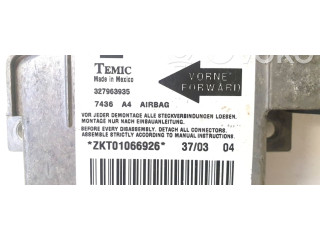 TEMIC
Made in Mexico
VORNE
FORWARD
327963935
7436 A4 AIRBAG
VOR JEDER DEMONTAGE ALLE STECKVERBINDUNGEN LOESEN.
MONTAGE NUR NACH EINBAUANLEITUNG.
BEFORE EVERY DISASSEMBLY. DETACH ALL CONNECTORS.
ASSEMBLE STRICTLY ACCORDING TO MANUAL INSTRUCTIONS
*ZKT01066926* 37/03 04